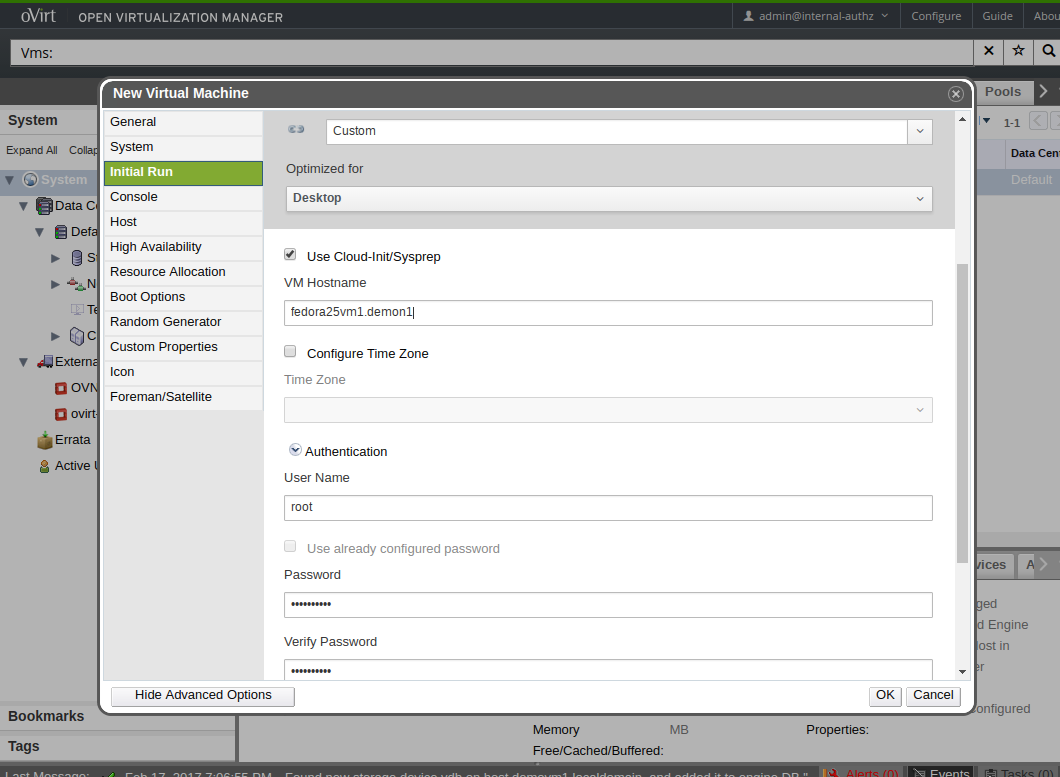 oVirt OPEN VIRTUALIZATION MANAGER
admin@internal-authz Configure Guide Abou
Vms:
Pools
New Virtual Machine
System
1-1
Expand All Collap
Data Cen
System
Default
Data C
Defa
S
N
Te
C
Externa
OVN
ovirt-
Errata
Active U
General
System
Initial Run
Console
Host
High Availability
Resource Allocation
Boot Options
Random Generator
Custom Properties
Icon
Foreman/Satellite
Custom
Optimized for
Desktop
Use Cloud-Init/Sysprep
VM Hostname
fedora25vm1.demon1
Configure Time Zone
Time Zone
Authentication
User Name
root
Use already configured password
Password
••••••••••
Verify Password
••••••••••
Hide Advanced Options
OK Cancel
vices A
ged
d Engine
lost in
er
Configured
Bookmarks
Tags
Memory MB Properties:
Free/Cached/Buffered:
Last Message: Feb 17, 2017 7:06:55 PM Found new storage device vdb on host demovm1.localdomain, and added it to engine DB."
Alerts (0) Events Tasks (0)